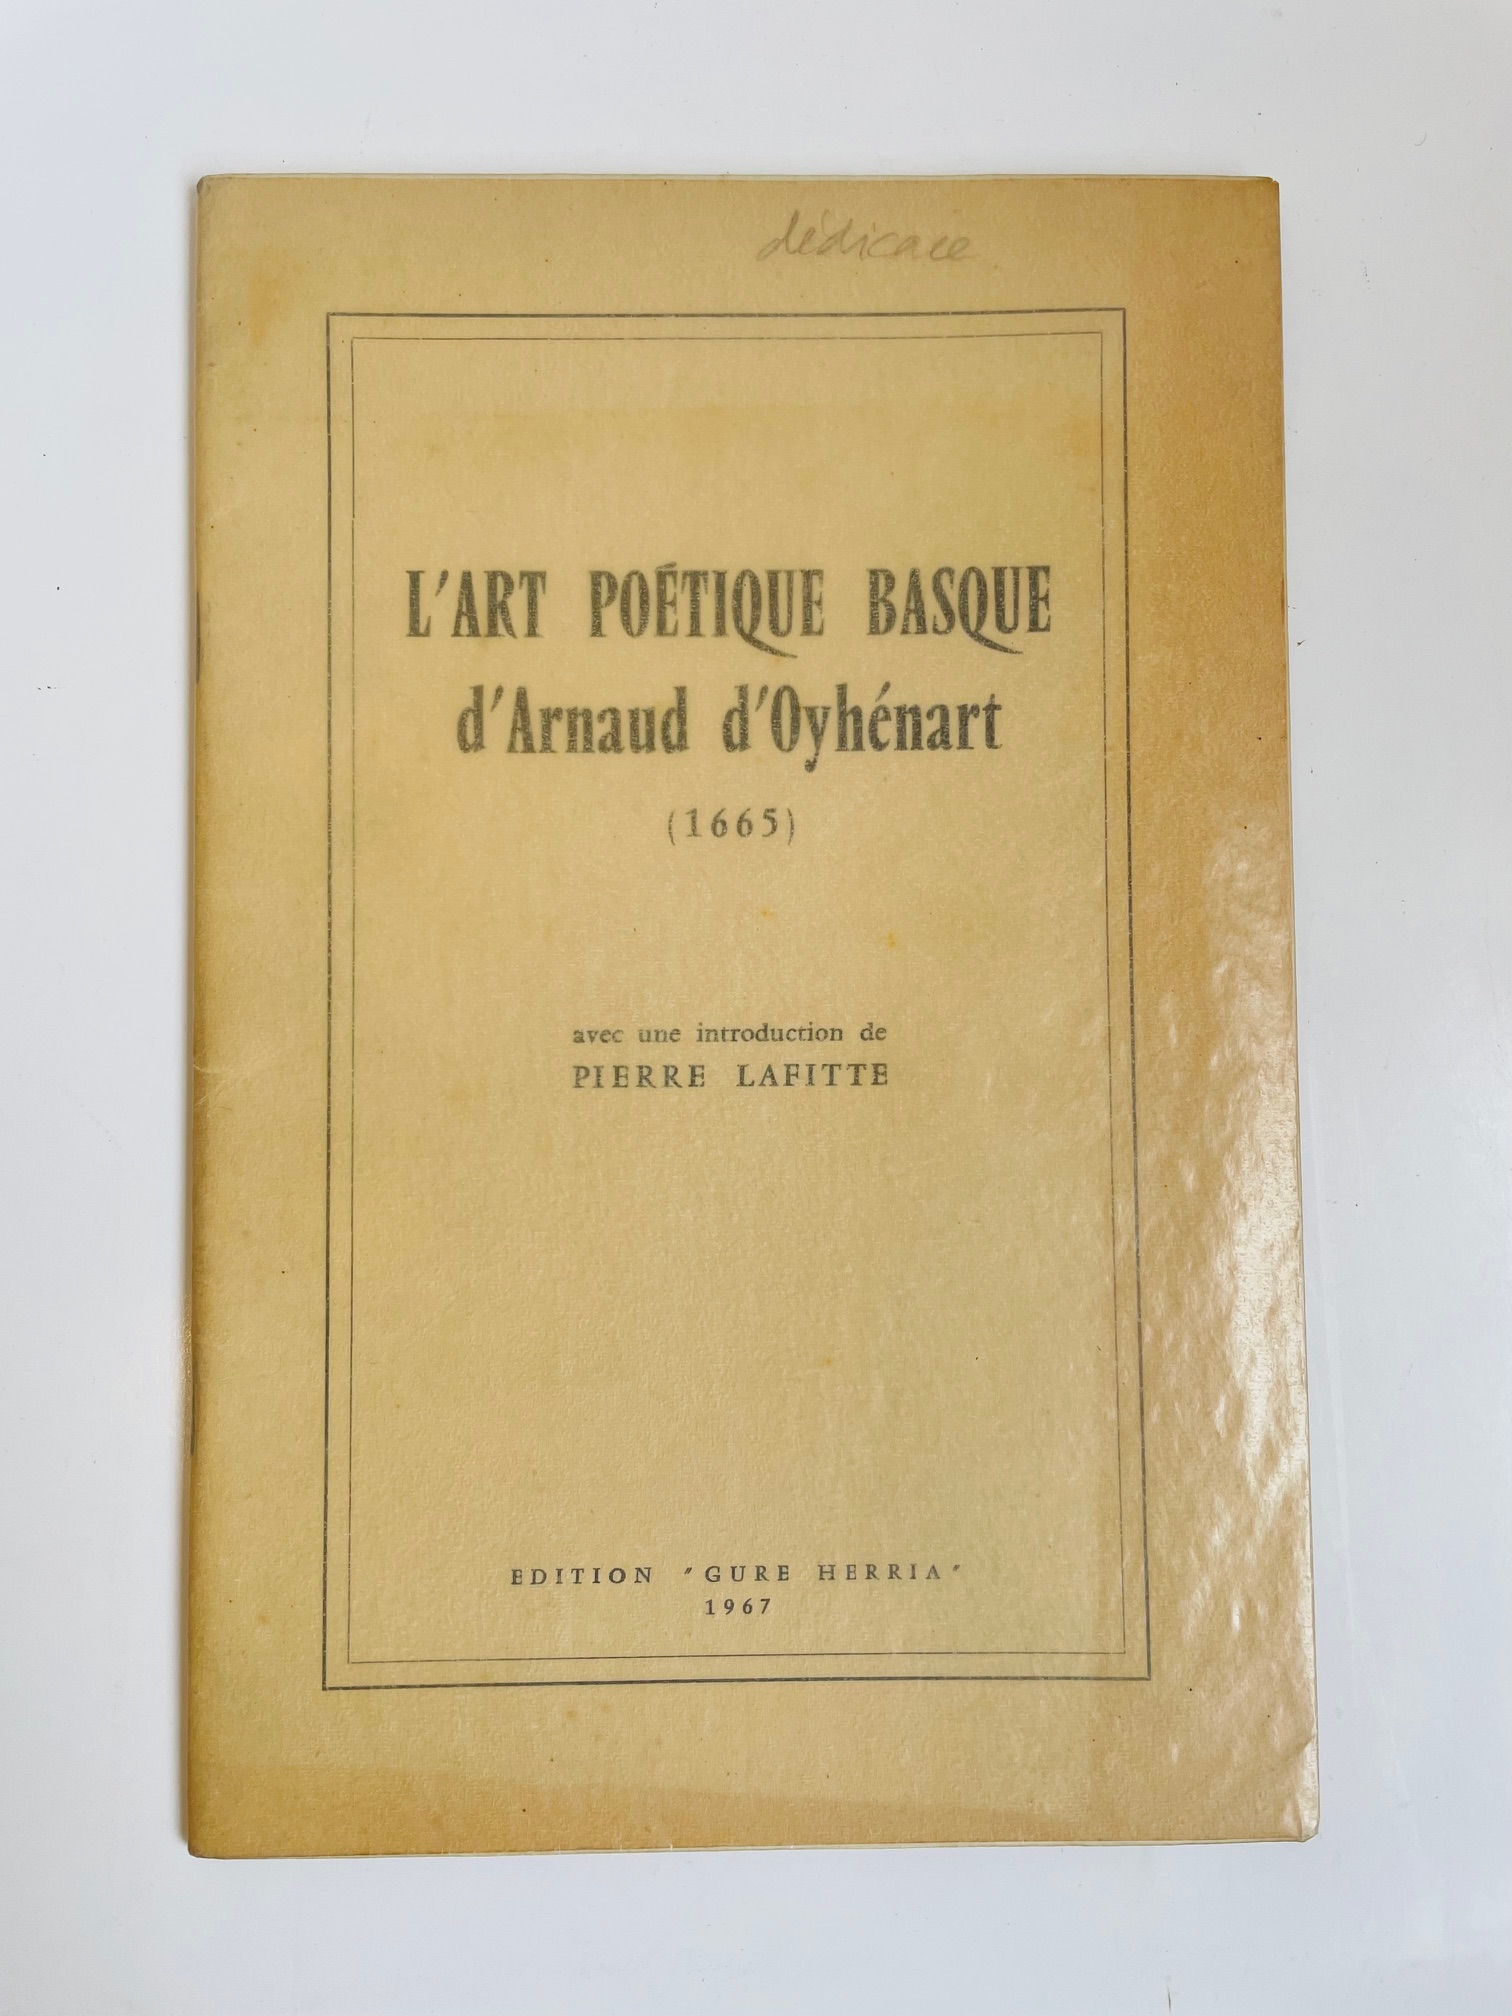 dédicace
L'ART POÉTIQUE BASQUE
d'Arnaud d'Oyhénart
(1665)
avec une introduction de
PIERRE LAFITTE
EDITION "GURE HERRIA"
1967